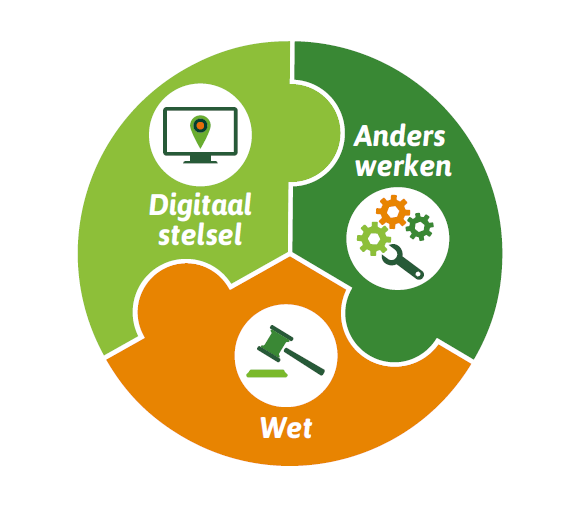 Digitaal
stelsel
Anders
werken
Wet